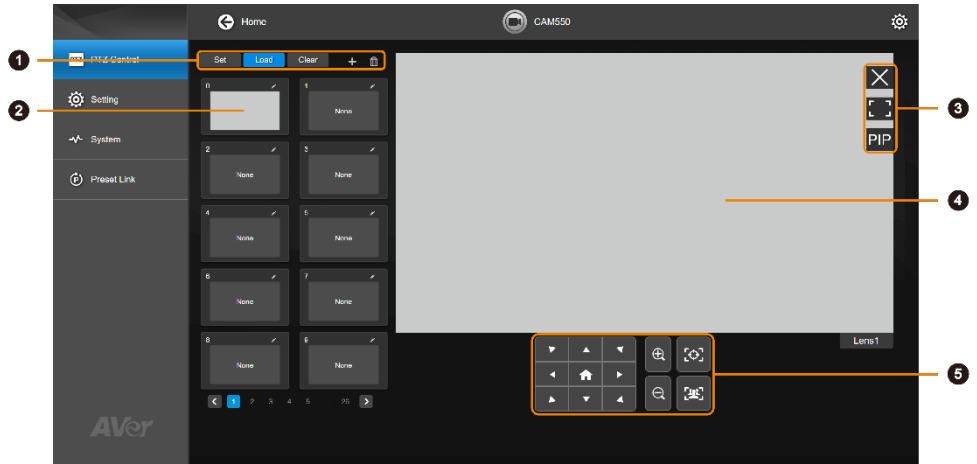 Home
CAM550
1
PTZ Control
Set Load Clear
2
Setting
0 1
None
3
PIP
System
2 3
None None
Preset Link
4
4 5
None None
6 7
None None
8 9
Lens1
None None
5
1 2 3 4 5 26
AVer